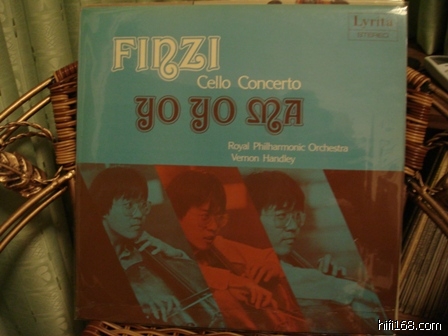 Lyrita
STEREO
FINZI
Cello Concerto
YO YO MA
Royal Philharmonic Orchestra
Vernon Handley
hifi168.com